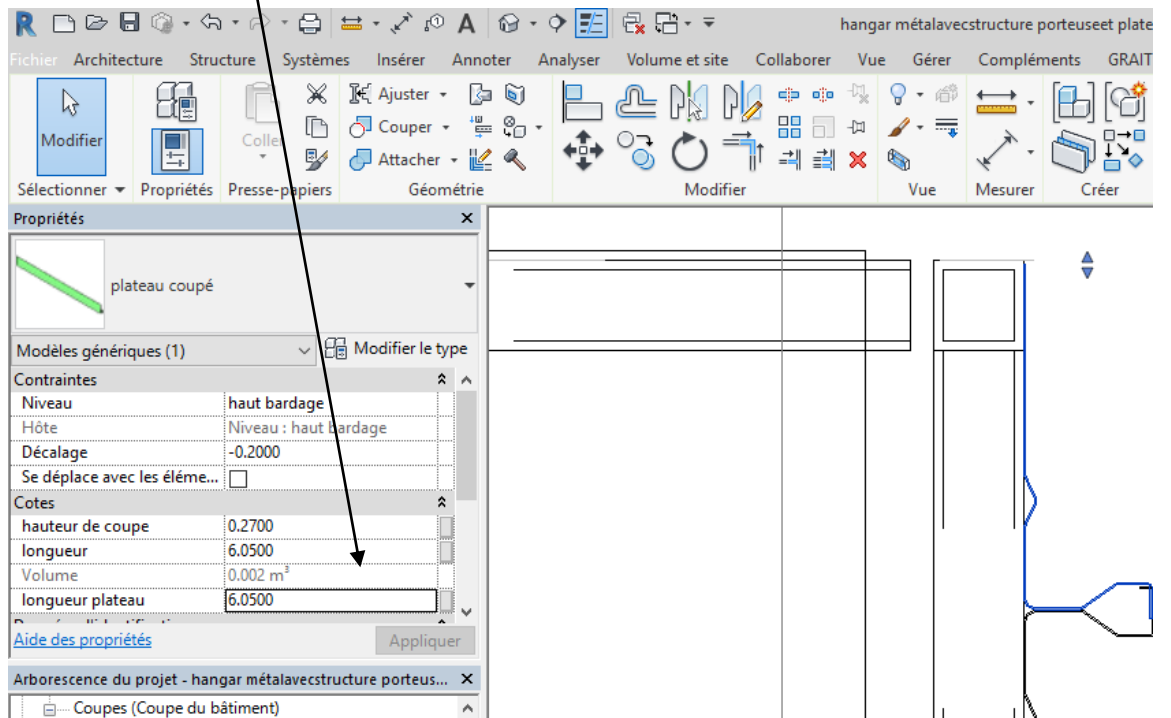 R A hangar métalavecstructure porteuseet plate
Fichier Architecture Structure Systèmes Insérer Annoter Analyser Volume et site Collaborer Vue Gérer Compléments GRAIT
Modifier Coller Ajuster
Couper
Attacher
Sélectionner Propriétés Presse-papiers Géométrie Modifier Vue Mesurer Créer
Propriétés
plateau coupé
Modèles génériques (1) Modifier le type
Contraintes
Niveau haut bardage
Hôte Niveau : haut bardage
Décalage -0.2000
Se déplace avec les éléme...
Cotes
hauteur de coupe 0.2700
longueur 6.0500
Volume 0.002 m³
longueur plateau 6.0500
Aide des propriétés Appliquer
Arborescence du projet - hangar métalavecstructure porteus...
Coupes (Coupe du bâtiment)